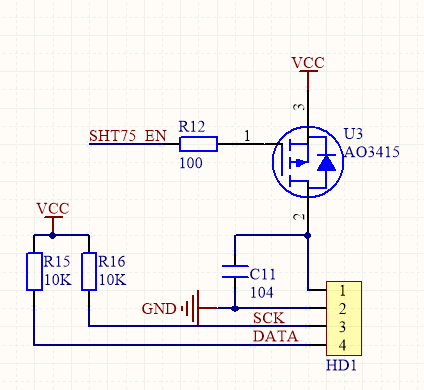 VCC
3
SHT75_EN
R12
1
U3
100
AO3415
VCC
2
R15
R16
10K
10K
C11
104
1
GND
2
SCK
3
DATA
4
HD1